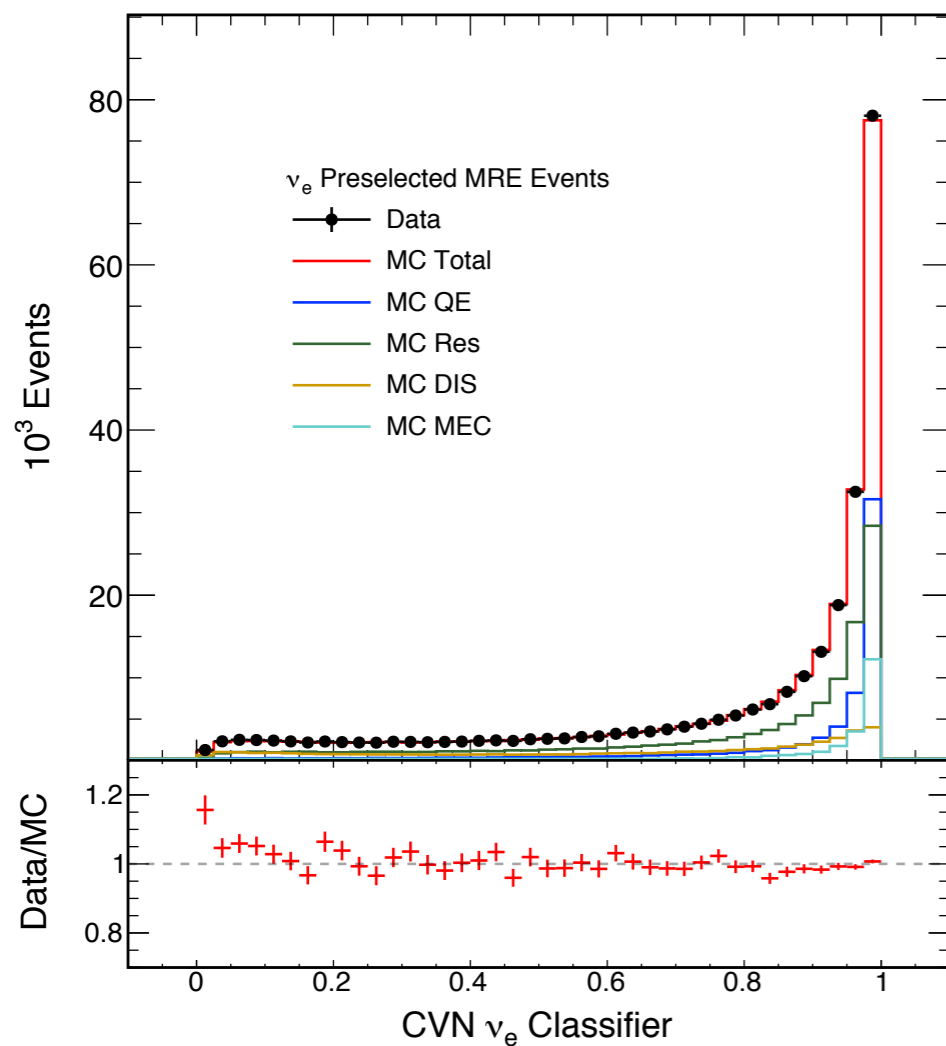 80
60
40
20
10³ Events
νₑ Preselected MRE Events
Data
MC Total
MC QE
MC Res
MC DIS
MC MEC
1.2
1
0.8
Data/MC
0 0.2 0.4 0.6 0.8 1
CVN νₑ Classifier